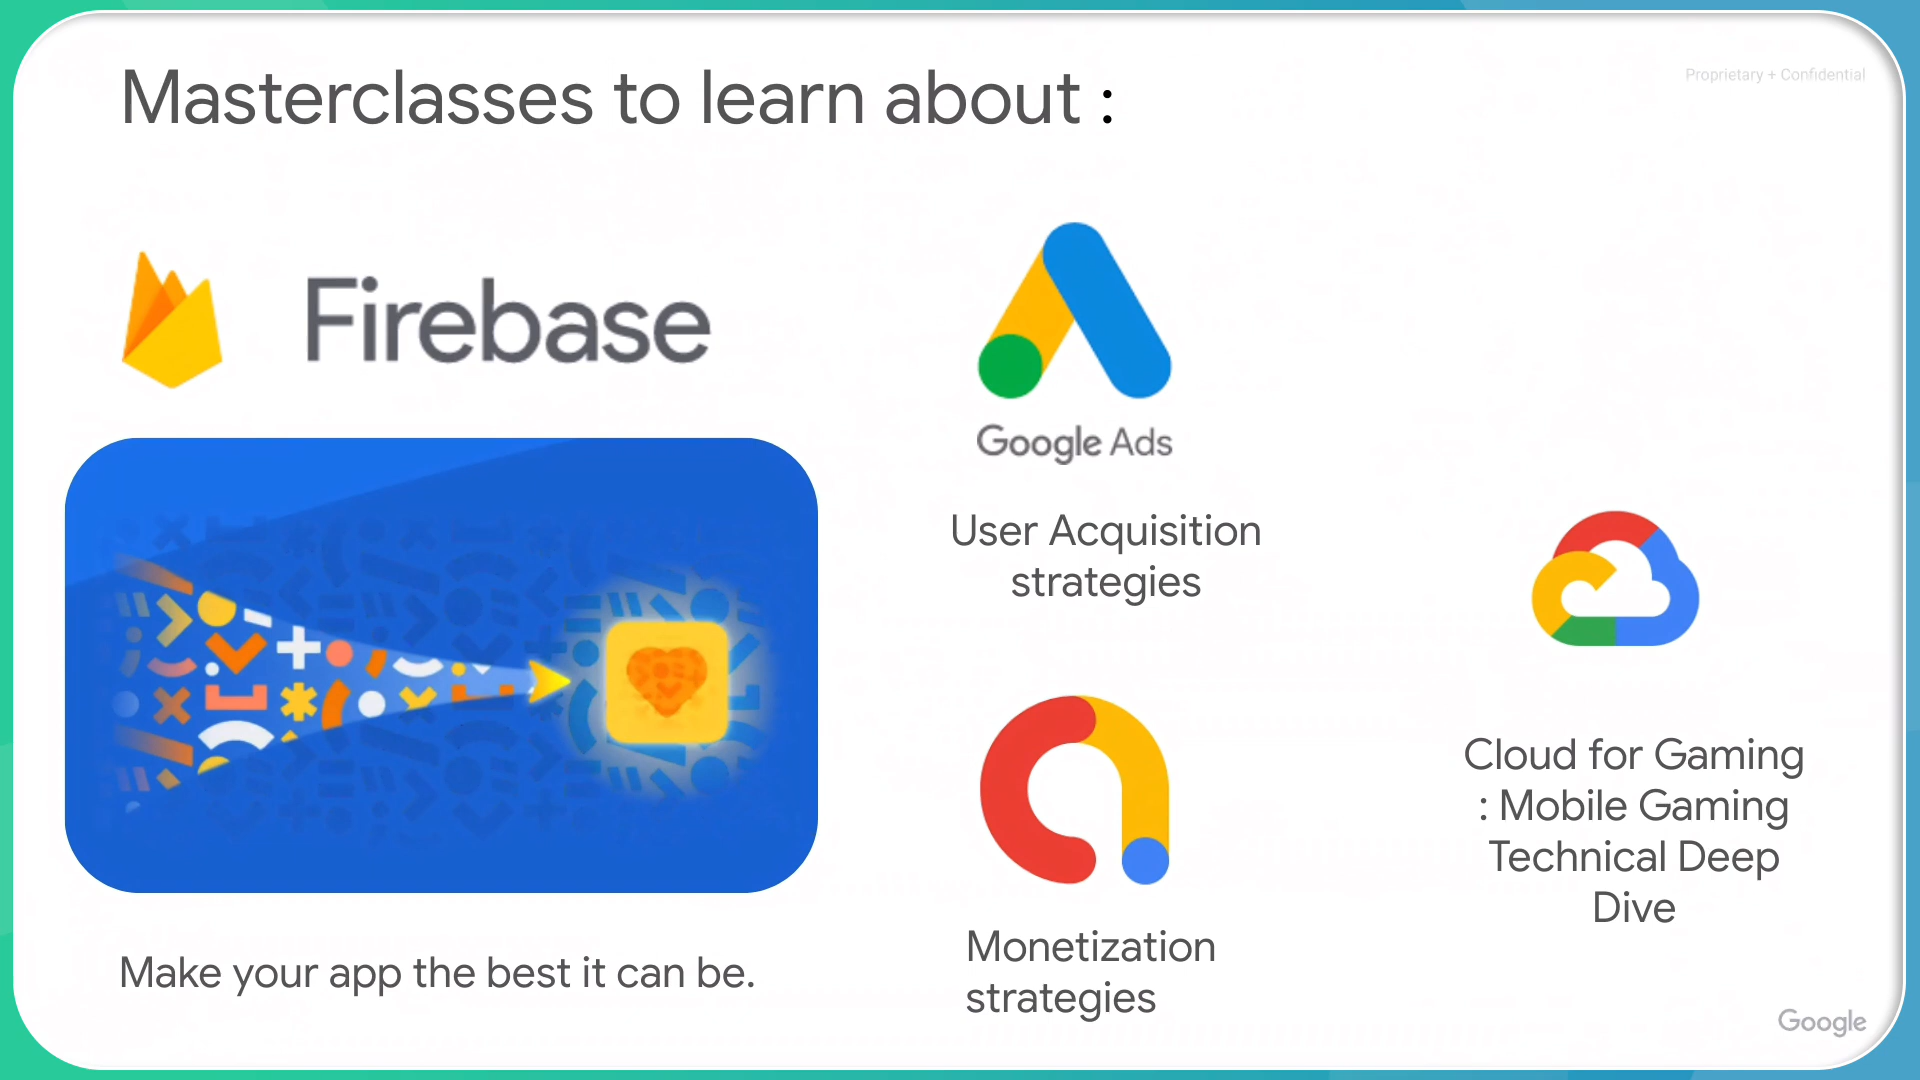 Masterclasses to learn about :
Proprietary + Confidential
Firebase
Make your app the best it can be.
Google Ads
User Acquisition
strategies
Monetization
strategies
Cloud for Gaming
: Mobile Gaming
Technical Deep
Dive
Google